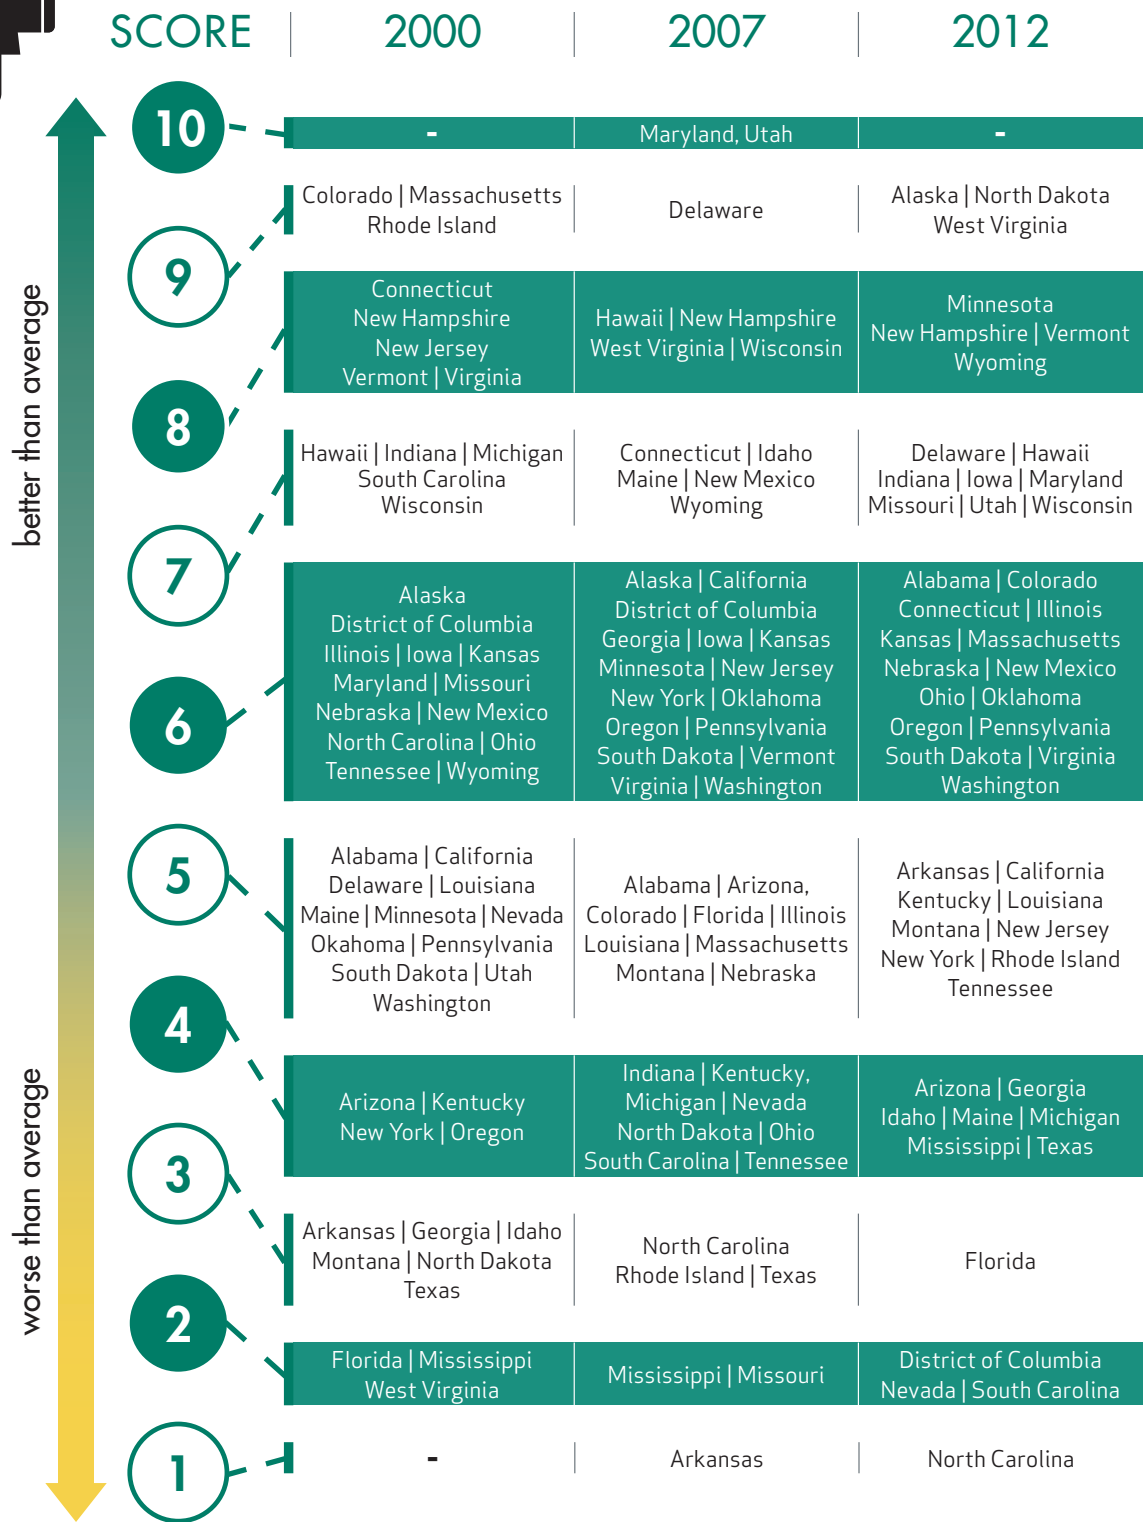 SCORE | 2000 | 2007 | 2012
better than average
worse than average
10
-
Maryland, Utah
-
9
Colorado | Massachusetts
Rhode Island
Delaware
Alaska | North Dakota
West Virginia
8
Connecticut
New Hampshire
New Jersey
Vermont | Virginia
Hawaii | New Hampshire
West Virginia | Wisconsin
Minnesota
New Hampshire | Vermont
Wyoming
7
Hawaii | Indiana | Michigan
South Carolina
Wisconsin
Connecticut | Idaho
Maine | New Mexico
Wyoming
Delaware | Hawaii
Indiana | Iowa | Maryland
Missouri | Utah | Wisconsin
6
Alaska
District of Columbia
Illinois | Iowa | Kansas
Maryland | Missouri
Nebraska | New Mexico
North Carolina | Ohio
Tennessee | Wyoming
Alaska | California
District of Columbia
Georgia | Iowa | Kansas
Minnesota | New Jersey
New York | Oklahoma
Oregon | Pennsylvania
South Dakota | Vermont
Virginia | Washington
Alabama | Colorado
Connecticut | Illinois
Kansas | Massachusetts
Nebraska | New Mexico
Ohio | Oklahoma
Oregon | Pennsylvania
South Dakota | Virginia
Washington
5
Alabama | California
Delaware | Louisiana
Maine | Minnesota | Nevada
Okahoma | Pennsylvania
South Dakota | Utah
Washington
Alabama | Arizona,
Colorado | Florida | Illinois
Louisiana | Massachusetts
Montana | Nebraska
Arkansas | California
Kentucky | Louisiana
Montana | New Jersey
New York | Rhode Island
Tennessee
4
Arizona | Kentucky
New York | Oregon
Indiana | Kentucky,
Michigan | Nevada
North Dakota | Ohio
South Carolina | Tennessee
Arizona | Georgia
Idaho | Maine | Michigan
Mississippi | Texas
3
Arkansas | Georgia | Idaho
Montana | North Dakota
Texas
North Carolina
Rhode Island | Texas
Florida
2
Florida | Mississippi
West Virginia
Mississippi | Missouri
District of Columbia
Nevada | South Carolina
1
-
Arkansas
North Carolina